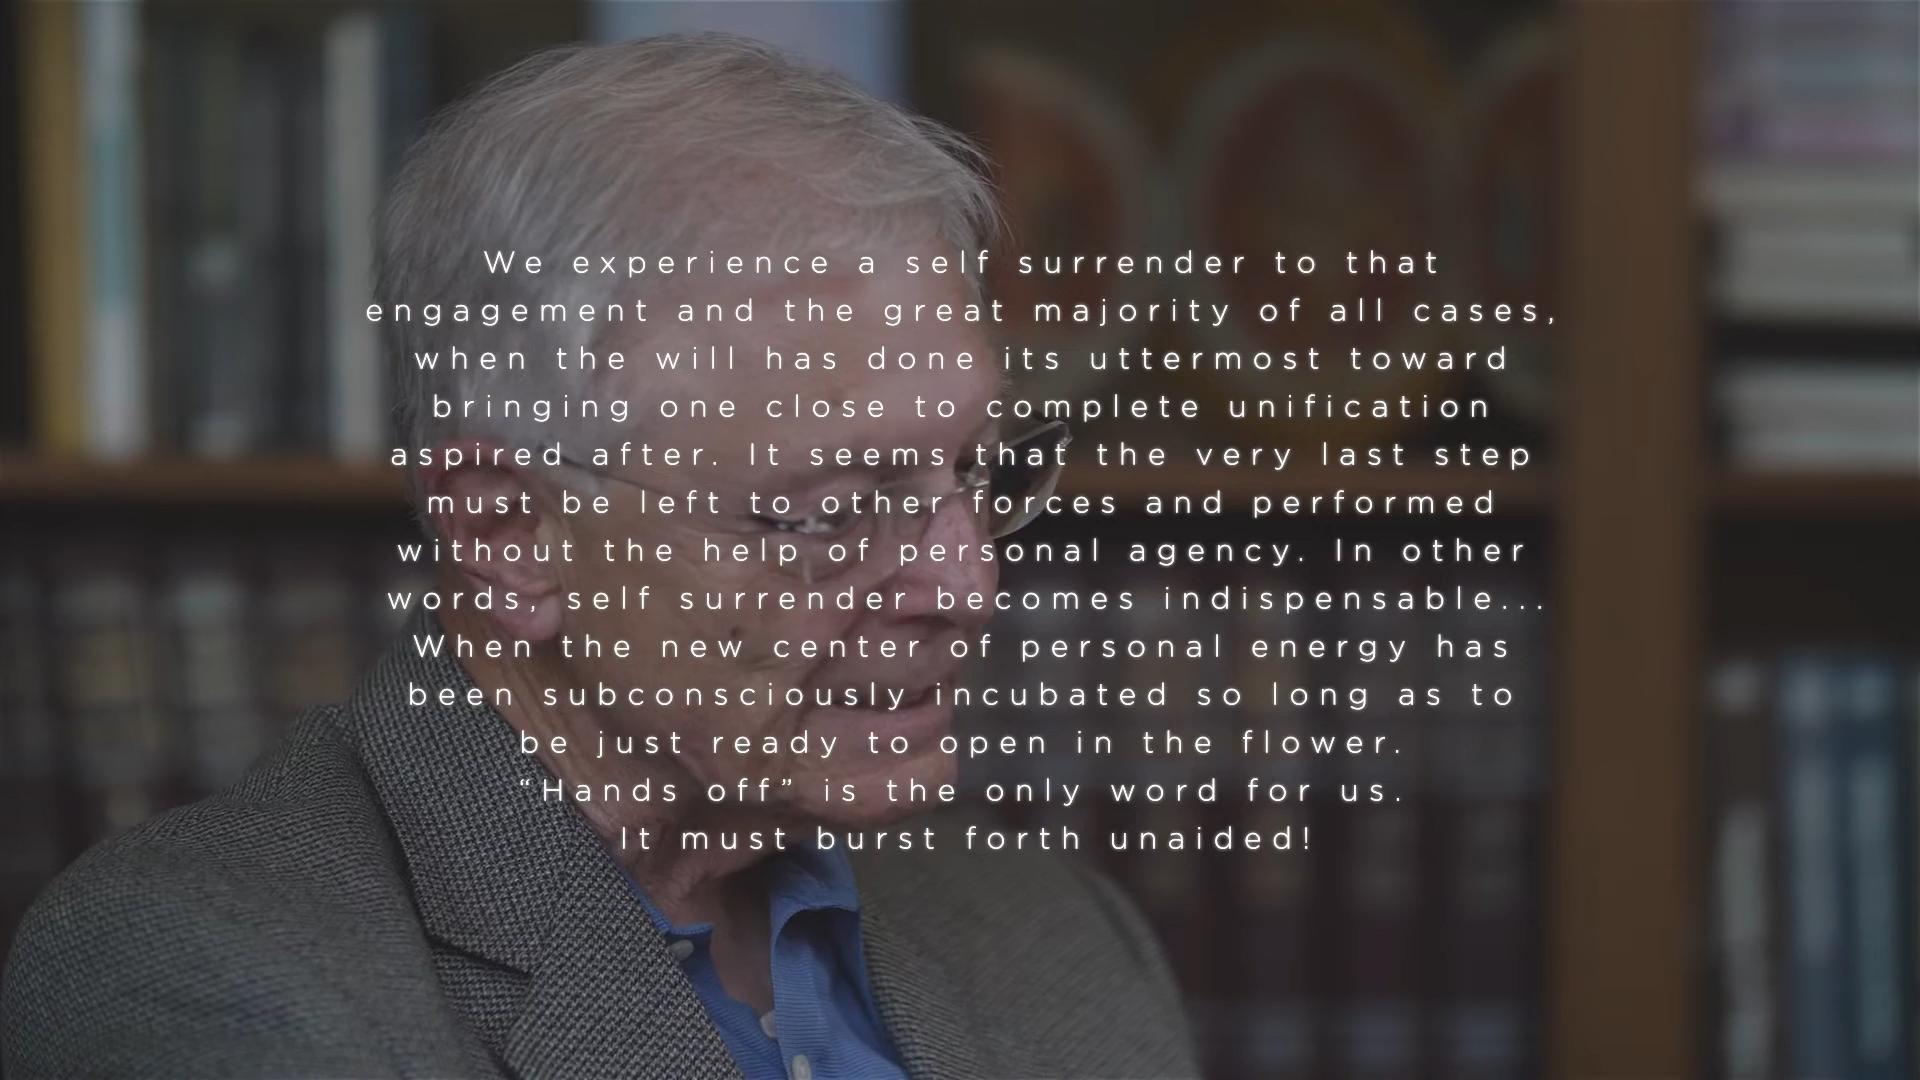 We experience a self surrender to that
engagement and the great majority of all cases,
when the will has done its uttermost toward
bringing one close to complete unification
aspired after. It seems that the very last step
must be left to other forces and performed
without the help of personal agency. In other
words, self surrender becomes indispensable...
When the new center of personal energy has
been subconsciously incubated so long as to
be just ready to open in the flower.
“Hands off” is the only word for us.
It must burst forth unaided!